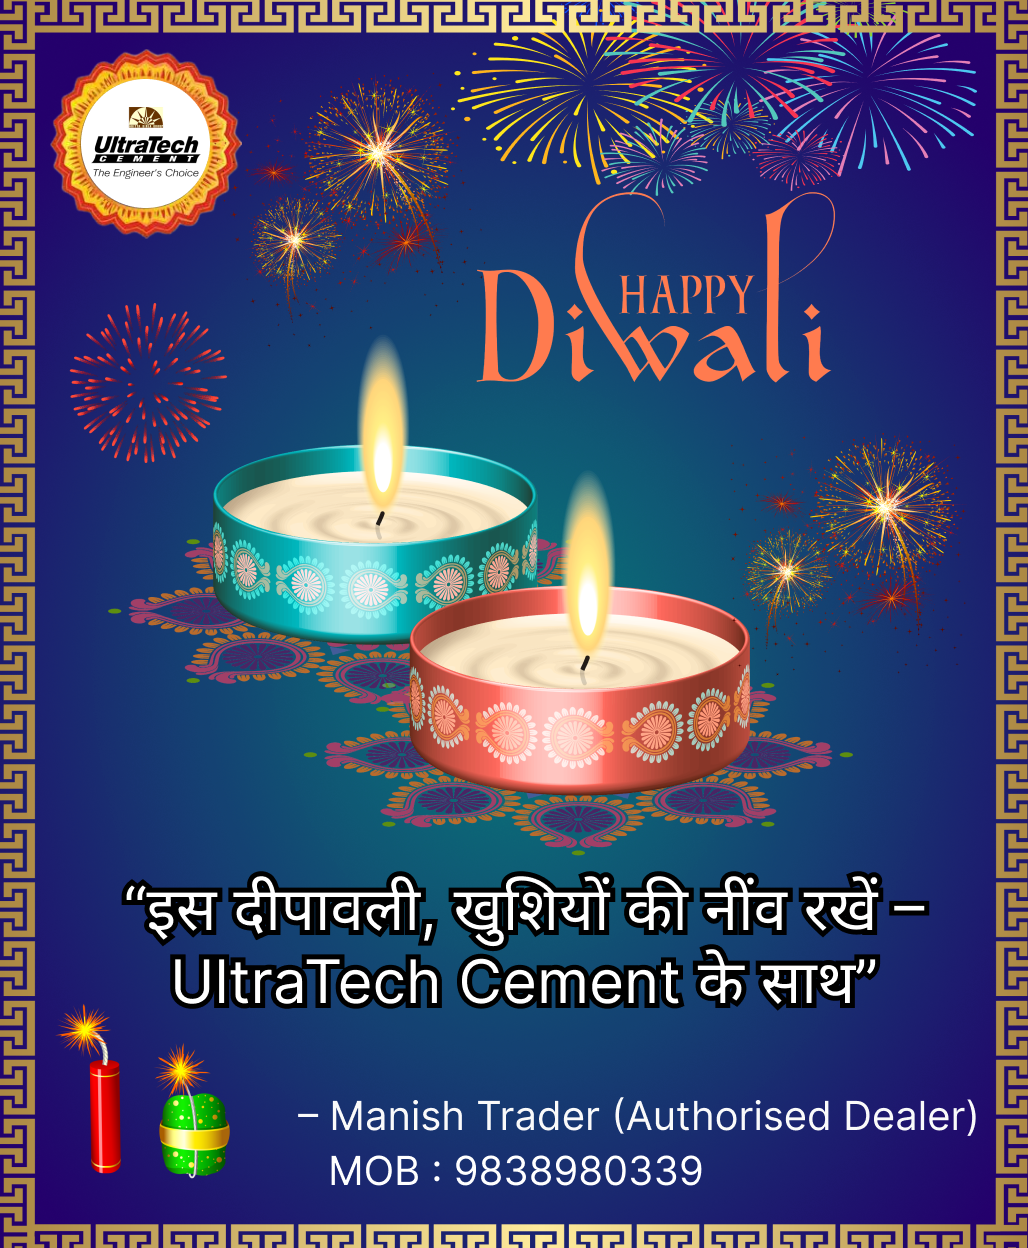 UltraTech
CEMENT
The Engineer's Choice
HAPPY
Diwali
“इस दीपावली, खुशियों की नींव रखें –
UltraTech Cement के साथ”
– Manish Trader (Authorised Dealer)
MOB : 9838980339